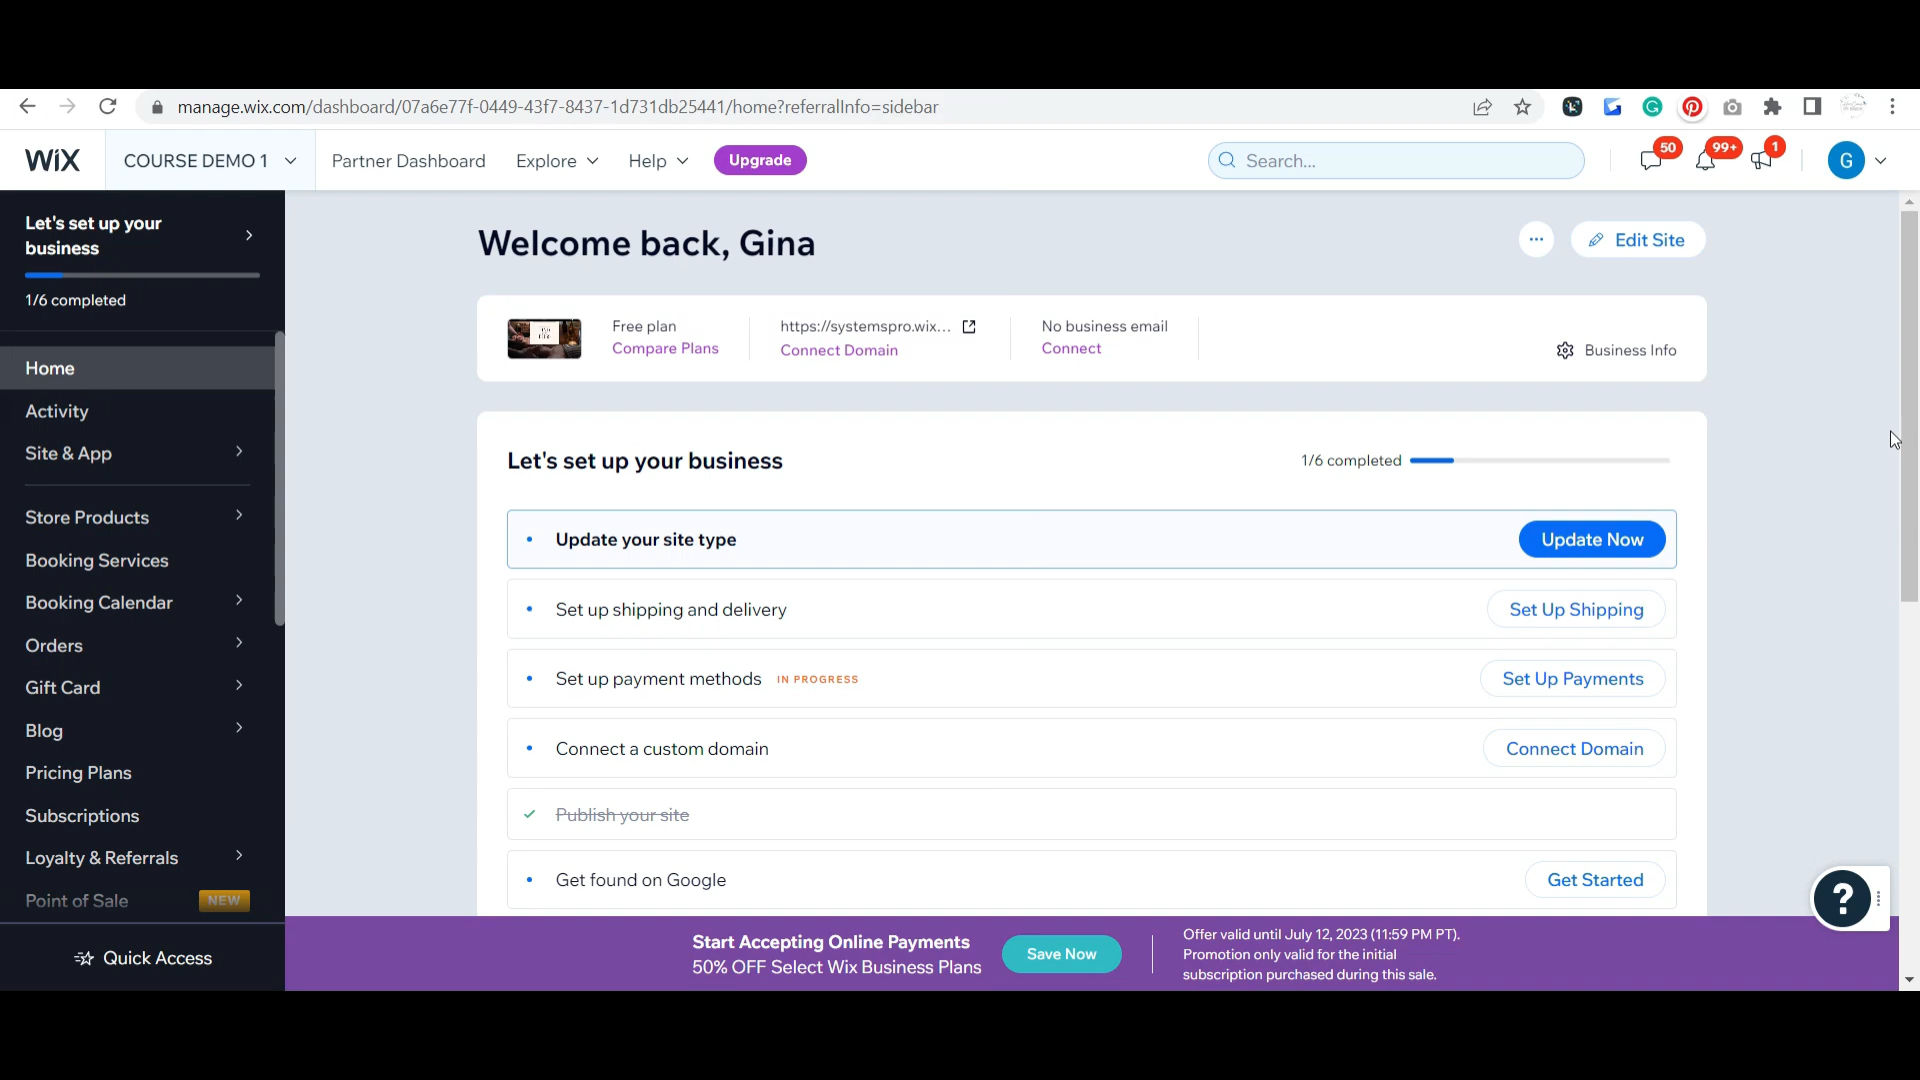 manage.wix.com/dashboard/07a6e77f-0449-43f7-8437-1d731db25441/home?referralInfo=sidebar
WIX
COURSE DEMO 1
Partner Dashboard
Explore
Help
Upgrade
Search...
50
99+
1
G
Let's set up your
business
1/6 completed
Home
Activity
Site & App
Store Products
Booking Services
Booking Calendar
Orders
Gift Card
Blog
Pricing Plans
Subscriptions
Loyalty & Referrals
Point of Sale NEW
Quick Access
Welcome back, Gina
... Edit Site
Free plan
Compare Plans
https://systemspro.wix...
Connect Domain
No business email
Connect
Business Info
Let's set up your business
1/6 completed
Update your site type
Update Now
Set up shipping and delivery
Set Up Shipping
Set up payment methods IN PROGRESS
Set Up Payments
Connect a custom domain
Connect Domain
Publish your site
Get found on Google
Get Started
?
Start Accepting Online Payments
50% OFF Select Wix Business Plans
Save Now
Offer valid until July 12, 2023 (11:59 PM PT).
Promotion only valid for the initial
subscription purchased during this sale.